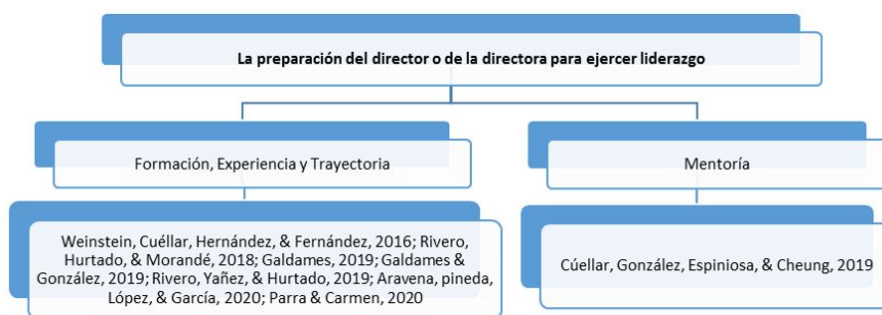 La preparación del director o de la directora para ejercer liderazgo
Formación, Experiencia y Trayectoria
Mentoría
Weinstein, Cuéllar, Hernández, & Fernández, 2016; Rivero,
Hurtado, & Morandé, 2018; Galdames, 2019; Galdames &
González, 2019; Rivero, Yañez, & Hurtado, 2019; Aravena, pineda,
López, & García, 2020; Parra & Carmen, 2020
Cúellar, González, Espiniosa, & Cheung, 2019